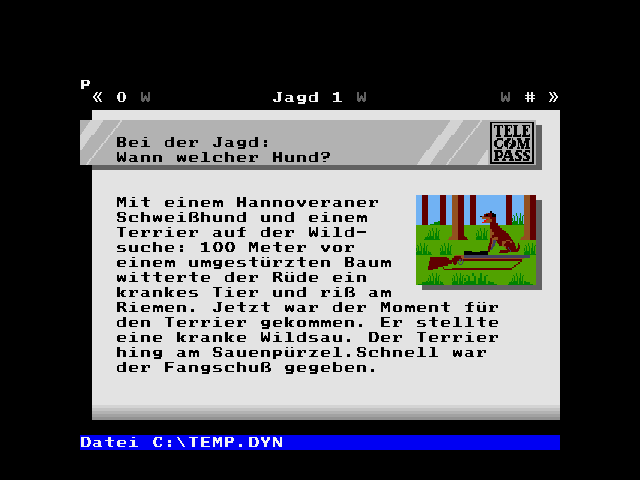 P
« 0 W Jagd 1 W W # »
Bei der Jagd:
Wann welcher Hund?
TELE
COM
PASS
Mit einem Hannoveraner
Schweißhund und einem
Terrier auf der Wild-
suche: 100 Meter vor
einem umgestürzten Baum
witterte der Rüde ein
krankes Tier und riß am
Riemen. Jetzt war der Moment für
den Terrier gekommen. Er stellte
eine kranke Wildsau. Der Terrier
hing am Sauenpürzel.Schnell war
der Fangschuß gegeben.
Datei C:\TEMP.DYN